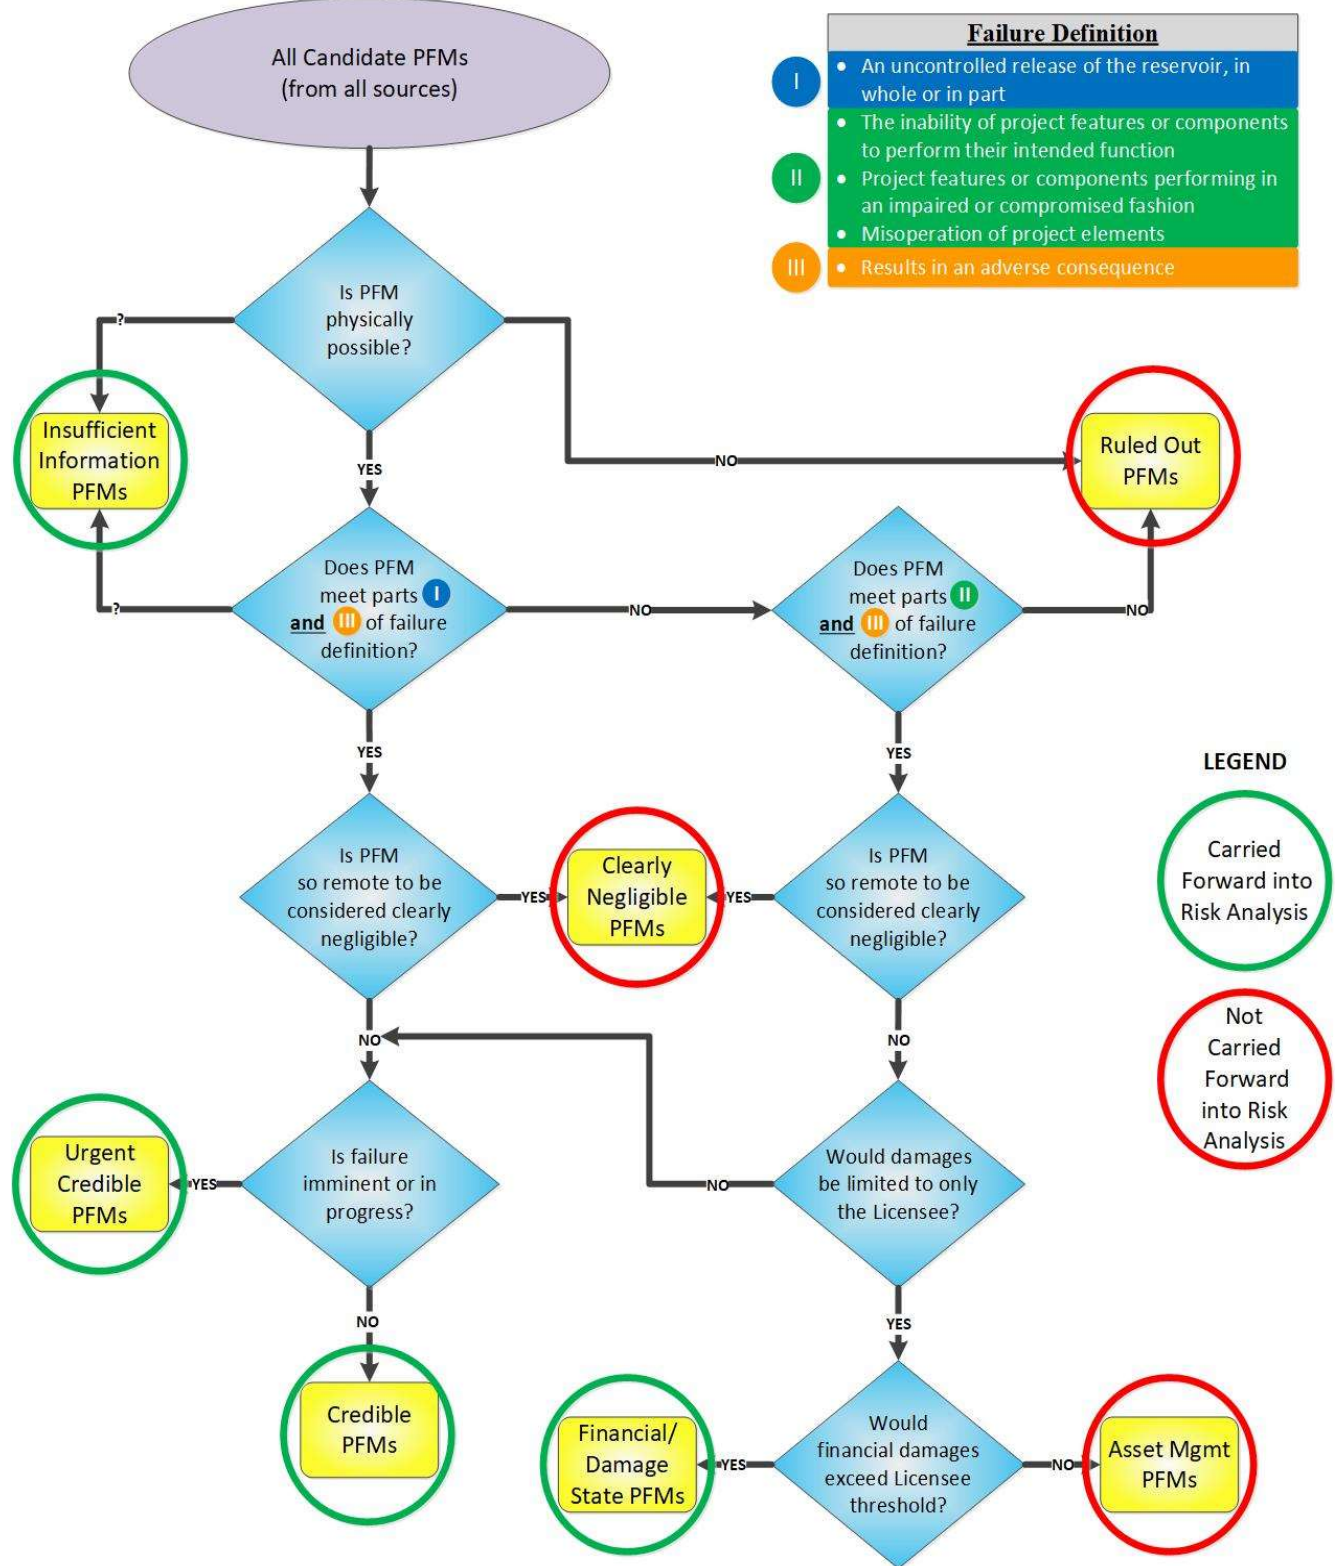 All Candidate PFMs
(from all sources)
Failure Definition
I
• An uncontrolled release of the reservoir, in
whole or in part
II
• The inability of project features or components
to perform their intended function
• Project features or components performing in
an impaired or compromised fashion
• Misoperation of project elements
III
• Results in an adverse consequence
Is PFM
physically
possible?
?
NO
YES
Insufficient
Information
PFMs
Ruled Out
PFMs
?
Does PFM
meet parts I
and III of failure
definition?
NO
Does PFM
meet parts II
and III of failure
definition?
NO
YES
YES
LEGEND
Carried
Forward into
Risk Analysis
Not
Carried
Forward
into Risk
Analysis
Is PFM
so remote to be
considered clearly
negligible?
YES
Clearly
Negligible
PFMs
YES
Is PFM
so remote to be
considered clearly
negligible?
NO
NO
Urgent
Credible
PFMs
YES
Is failure
imminent or in
progress?
NO
Would damages
be limited to only
the Licensee?
NO
YES
Credible
PFMs
Financial/
Damage
State PFMs
YES
Would
financial damages
exceed Licensee
threshold?
NO
Asset Mgmt
PFMs